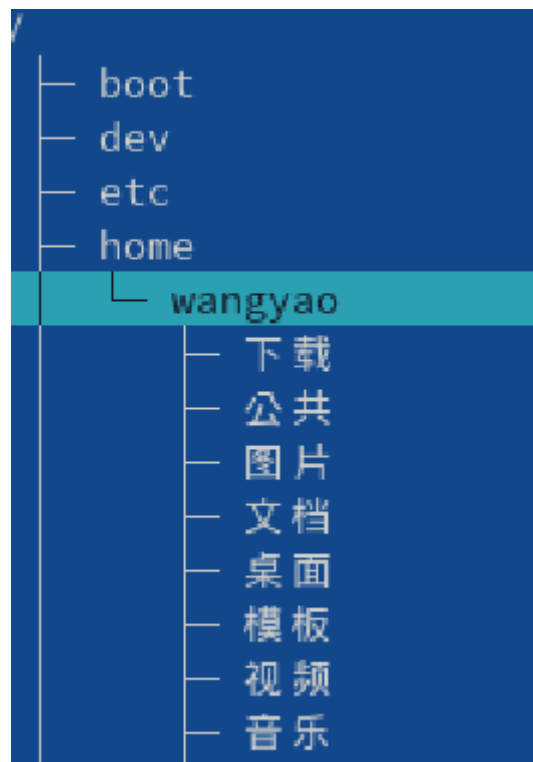 /
boot
dev
etc
home
wangyao
下载
公共
图片
文档
桌面
模板
视频
音乐